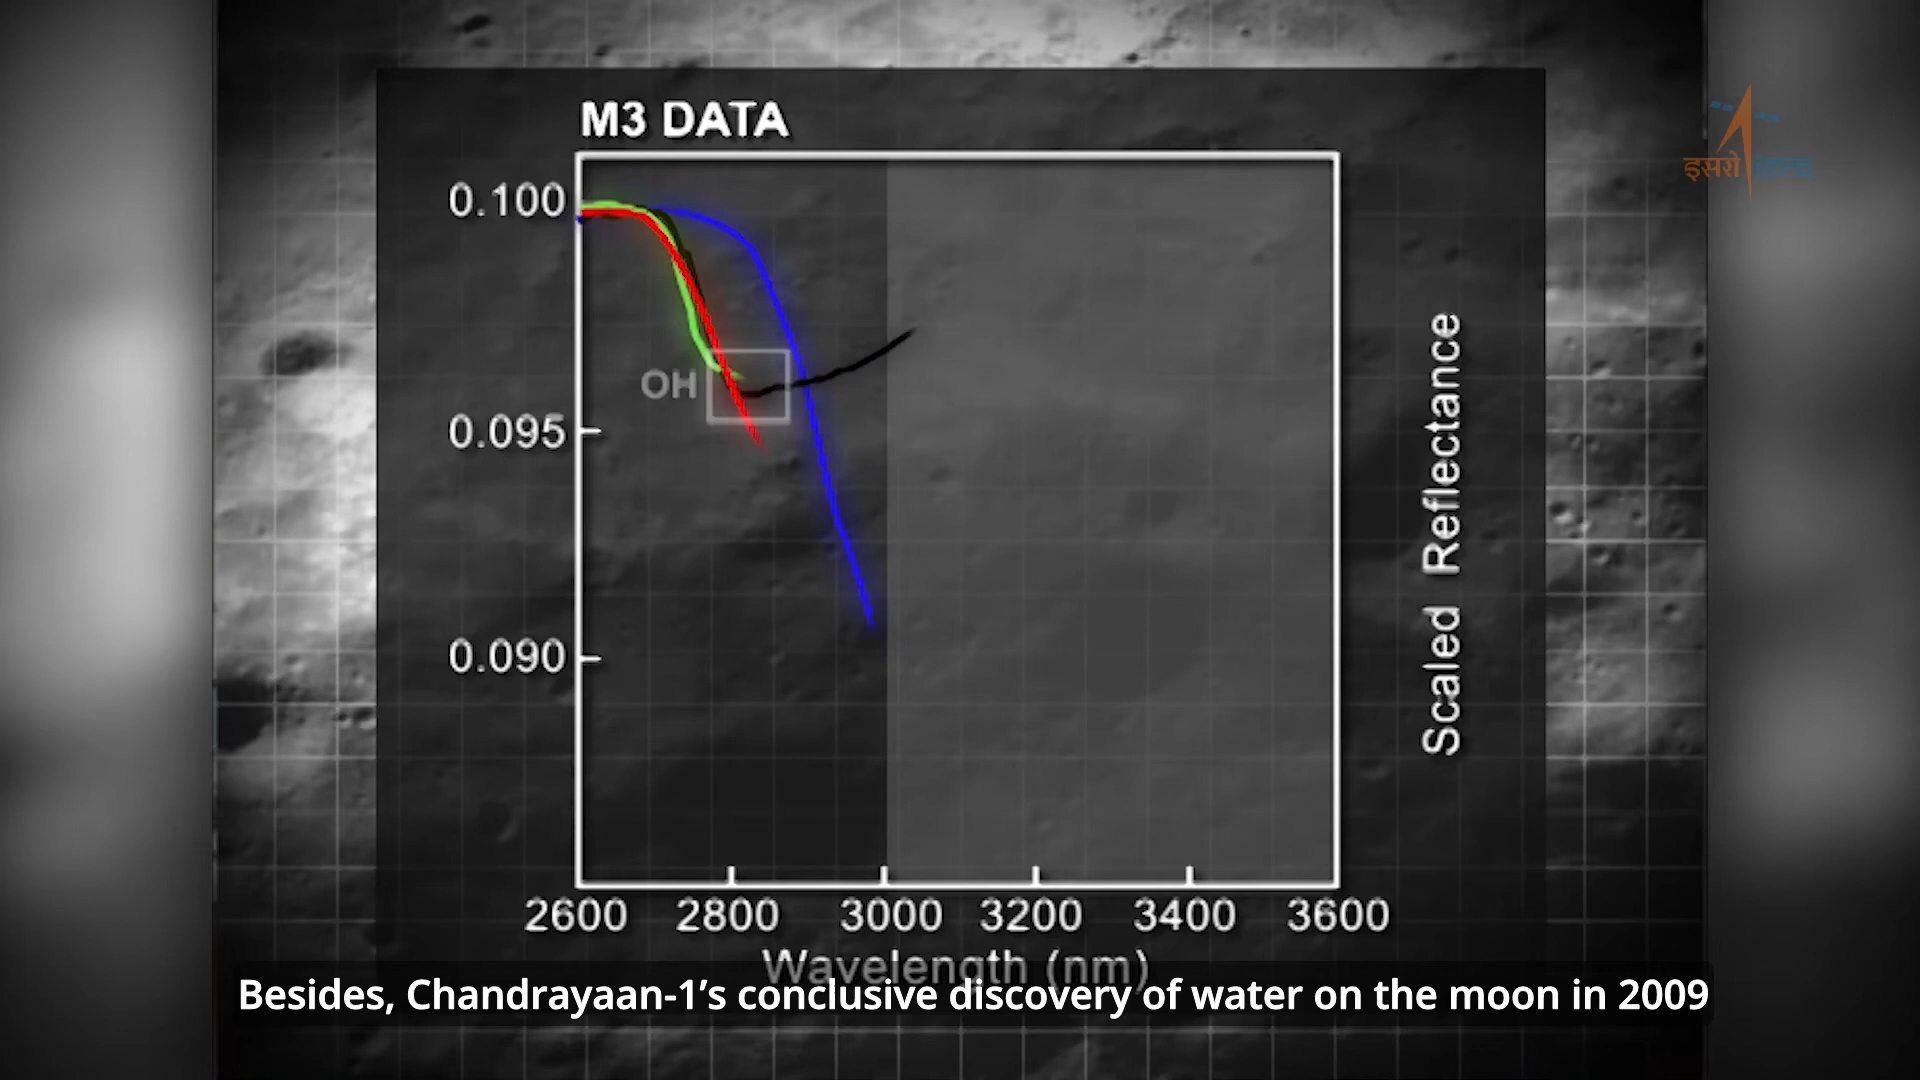 M3 DATA
0.100
0.095
0.090
OH
2600 2800 3000 3200 3400 3600
Wavelength (nm)
Scaled Reflectance
इसरो isro
Besides, Chandrayaan-1’s conclusive discovery of water on the moon in 2009